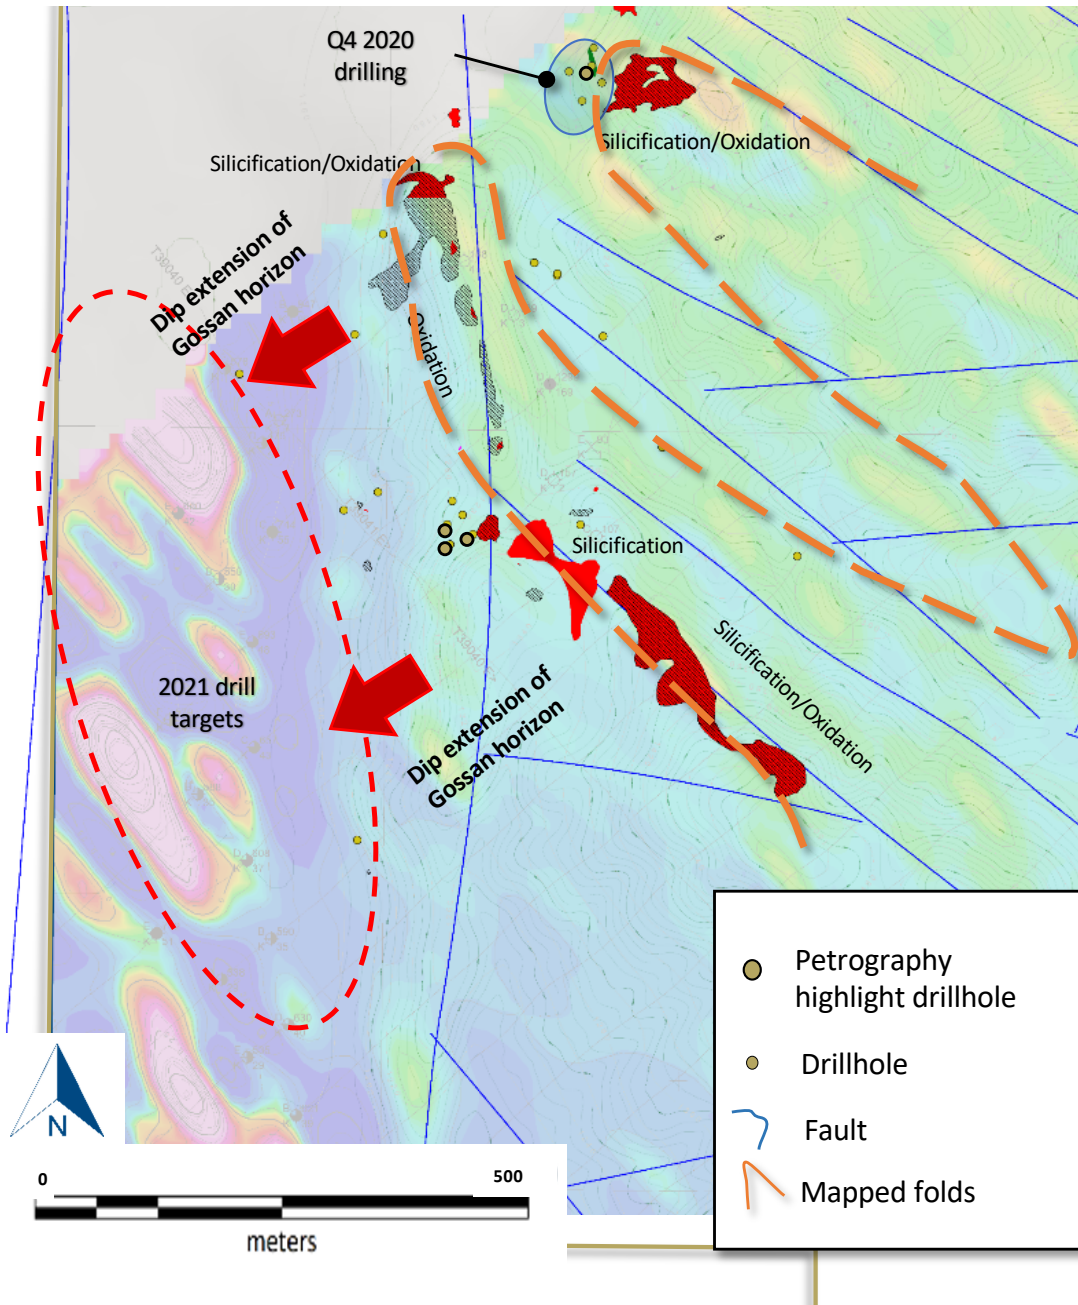 Q4 2020
drilling
Silicification/Oxidation
Silicification/Oxidation
Dip extension of
Gossan horizon
Oxidation
Silicification
2021 drill
targets
Silicification/Oxidation
Dip extension of
Gossan horizon
Petrography
highlight drillhole
Drillhole
Fault
Mapped folds
N
0
500
meters